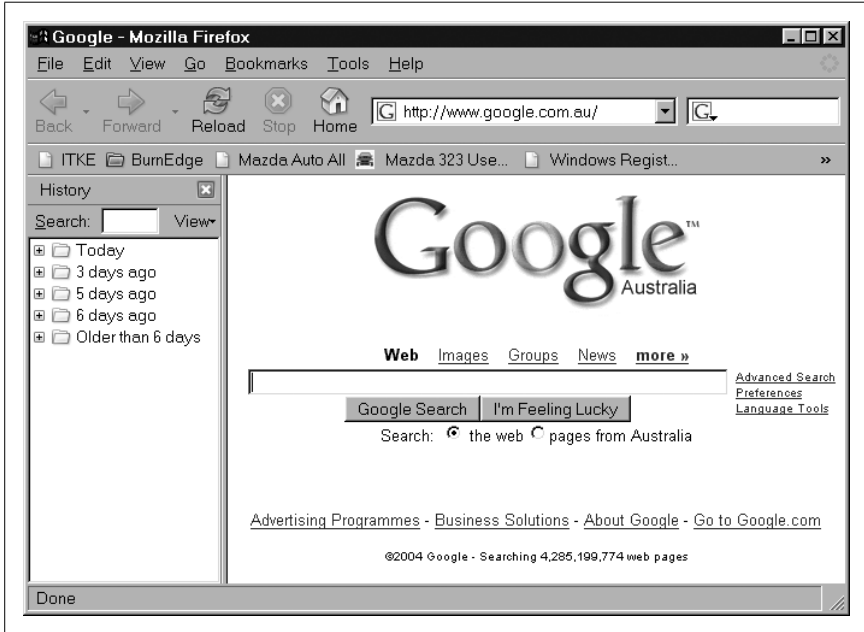 Google - Mozilla Firefox
File Edit View Go Bookmarks Tools Help
Back Forward Reload Stop Home G http://www.google.com.au/ G
ITKE BurnEdge Mazda Auto All Mazda 323 Use... Windows Regist... »
History
Search: View
Today
3 days ago
5 days ago
6 days ago
Older than 6 days
Google™
Australia
Web Images Groups News more »
Advanced Search
Preferences
Language Tools
Google Search I'm Feeling Lucky
Search: the web pages from Australia
Advertising Programmes - Business Solutions - About Google - Go to Google.com
©2004 Google - Searching 4,285,199,774 web pages
Done